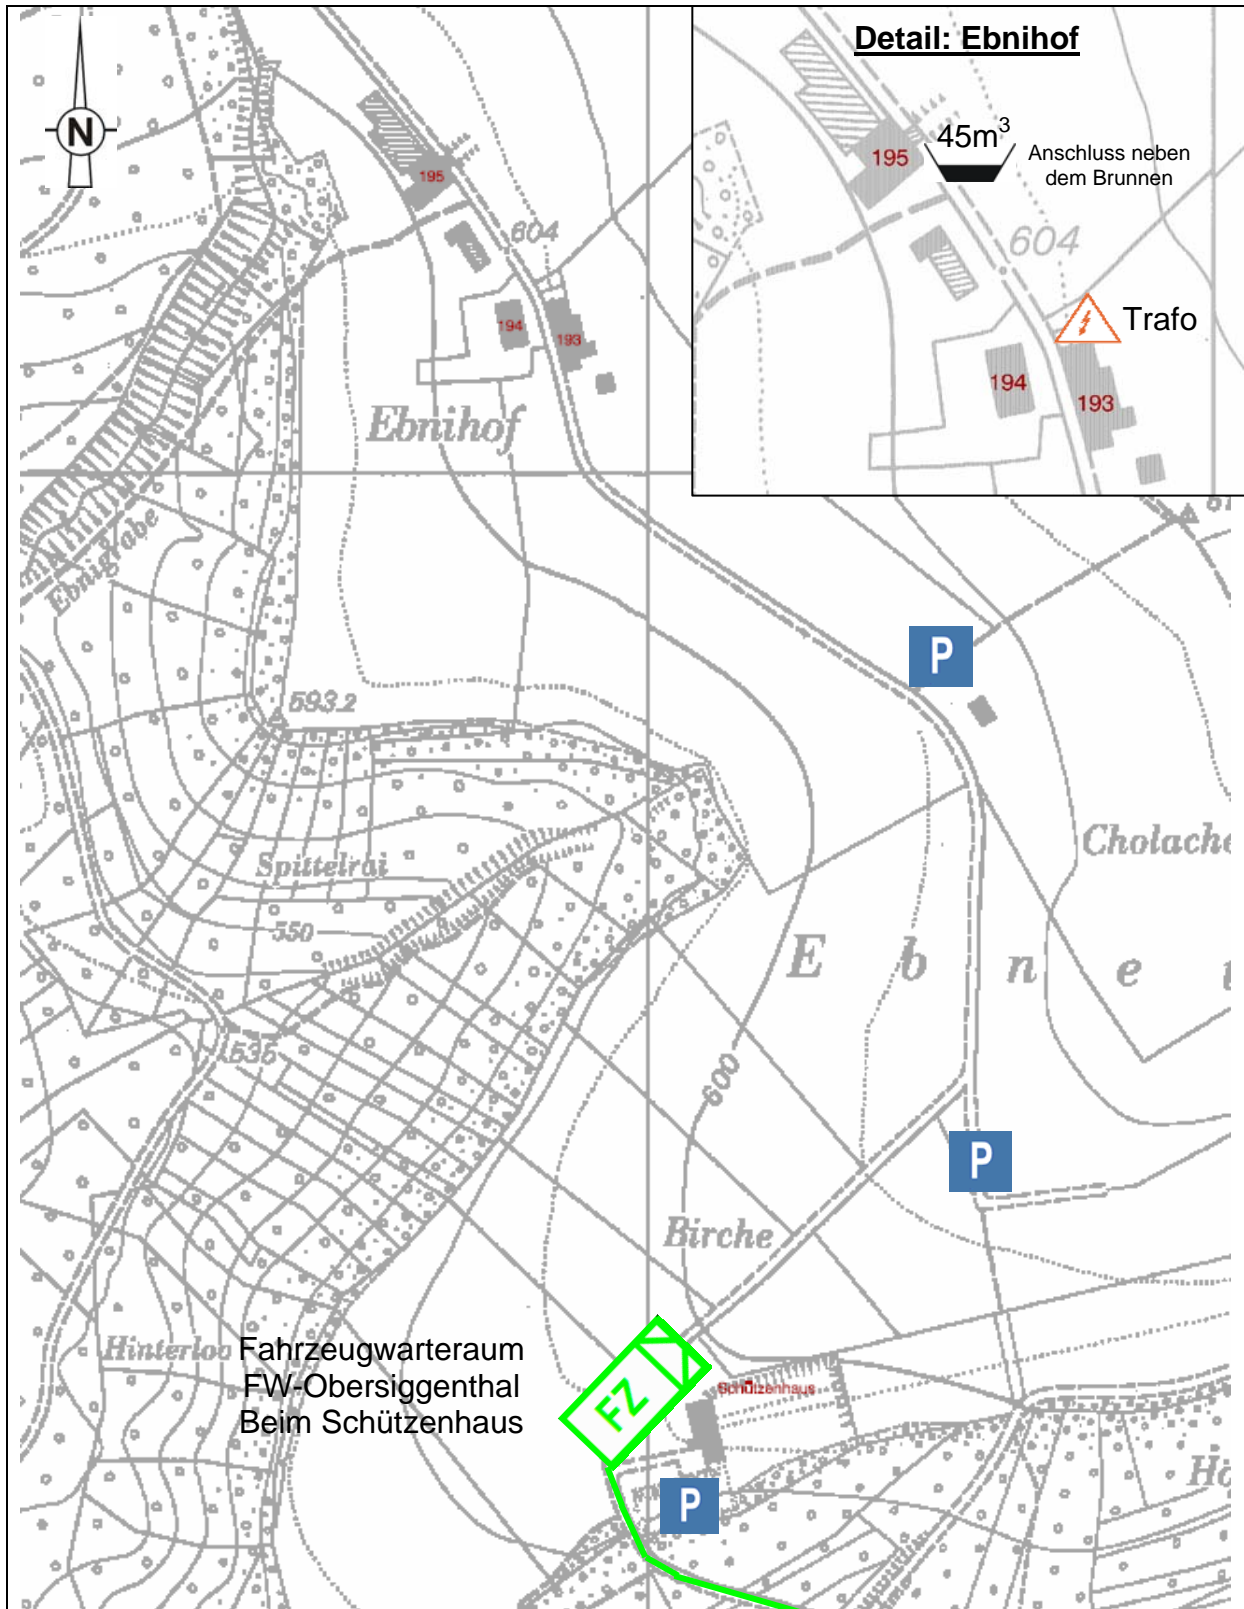 N
Detail: Ebnihof
195
45m³
Anschluss neben
dem Brunnen
604
Trafo
194
193
195
604
194
193
Ebnihof
Ebnigrabe
593.2
P
Spittelrai
550
Cholache
E b n e t
535
600
P
Birche
Hinterloo
Fahrzeugwarteraum
FW-Obersiggenthal
Beim Schützenhaus
FZ
Schützenhaus
P